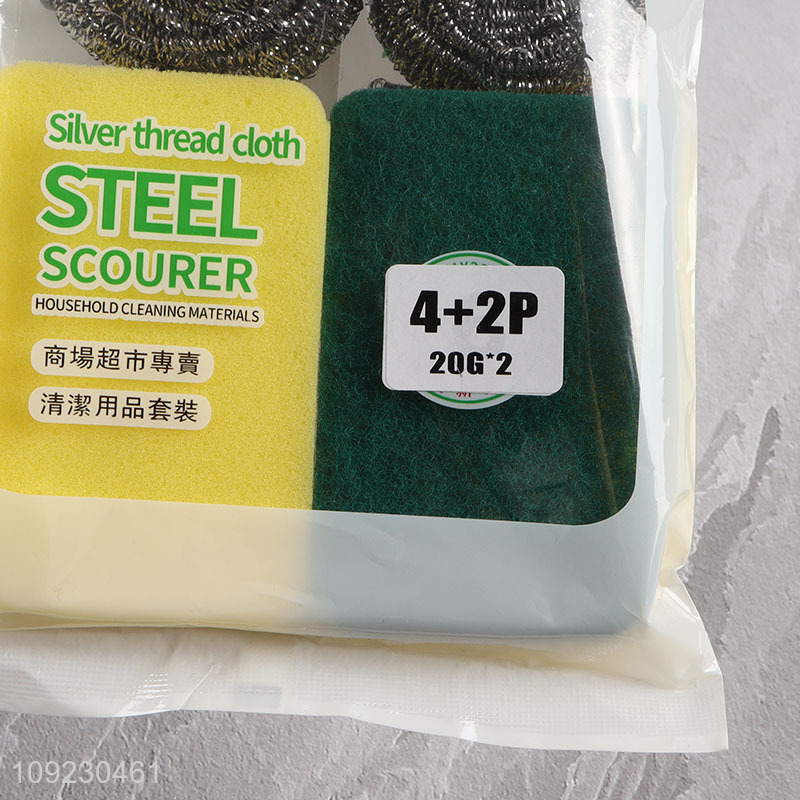 Silver thread cloth
STEEL
SCOURER
HOUSEHOLD CLEANING MATERIALS
商場超市專賣
清潔用品套裝
4+2P
20G*2
109230461